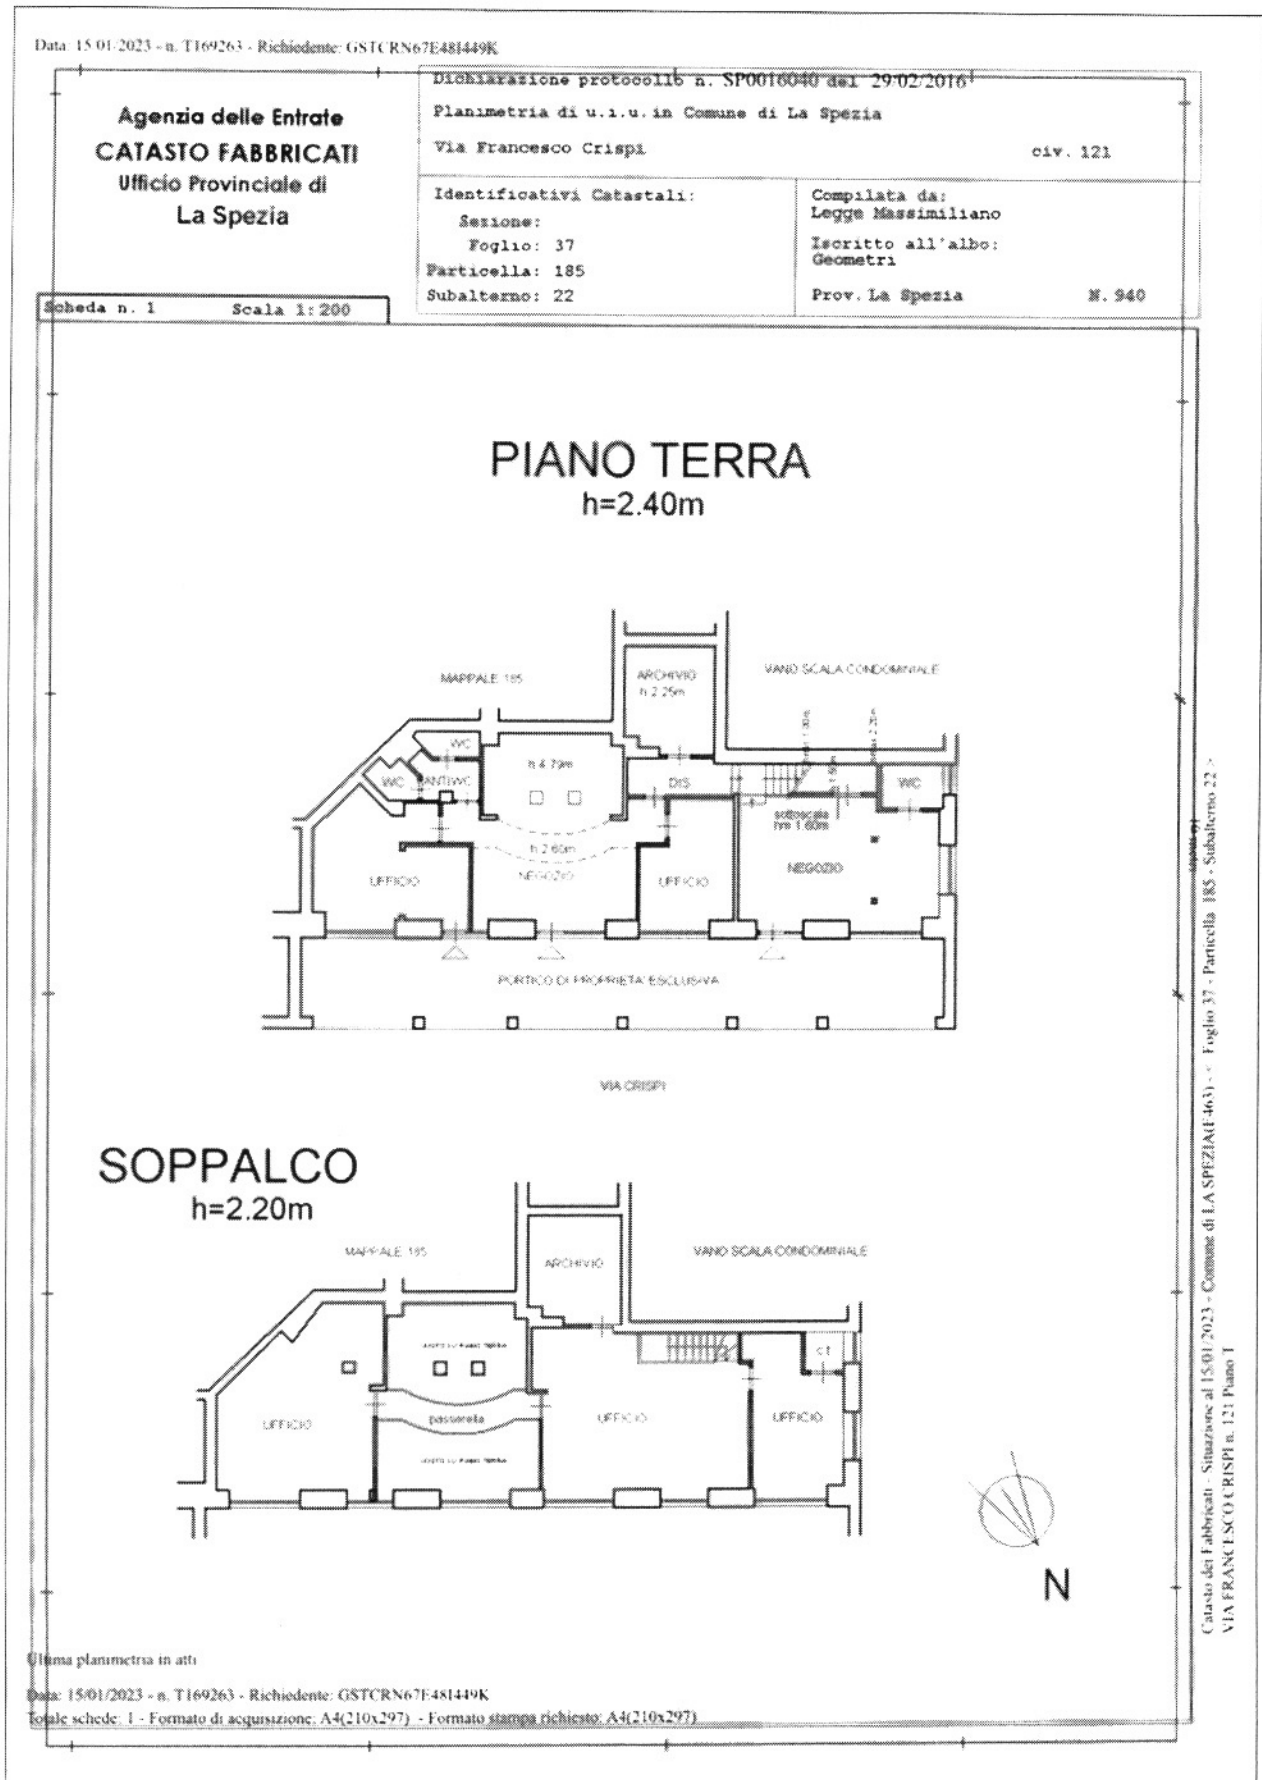 Data: 15/01/2023 - n. T169263 - Richiedente: GSTCRN67E48I449K
Agenzia delle Entrate
CATASTO FABBRICATI
Ufficio Provinciale di
La Spezia
Dichiarazione protocollo n. SP0016040 del 29/02/2016
Planimetria di u.i.u. in Comune di La Spezia
Via Francesco Crispi civ. 121
Identificativi Catastali:
Sezione:
Foglio: 37
Particella: 185
Subalterno: 22
Compilata da:
Legge Massimiliano
Iscritto all'albo:
Geometri
Prov. La Spezia N. 940
Scheda n. 1 Scala 1:200
PIANO TERRA
h=2.40m
MAPPALE 185
ARCHIVIO
h 2.25m
VANO SCALA CONDOMINIALE
WC
WC
ANTIWC
h 4.79m
DIS
WC
sottoscala
hm 1.60m
h 2.60m
UFFICIO
NEGOZIO
UFFICIO
NEGOZIO
PORTICO DI PROPRIETA' ESCLUSIVA
VIA CRISPI
SOPPALCO
h=2.20m
MAPPALE 185
ARCHIVIO
VANO SCALA CONDOMINIALE
CT
UFFICIO
passerella
UFFICIO
UFFICIO
N
Catasto dei Fabbricati - Situazione al 15/01/2023 - Comune di LA SPEZIA(E463) - < Foglio 37 - Particella 185 - Subalterno 22 >
VIA FRANCESCO CRISPI n. 121 Piano T
Ultima planimetria in atti
Data: 15/01/2023 - n. T169263 - Richiedente: GSTCRN67E48I449K
Totale schede: 1 - Formato di acquisizione: A4(210x297) - Formato stampa richiesto: A4(210x297)